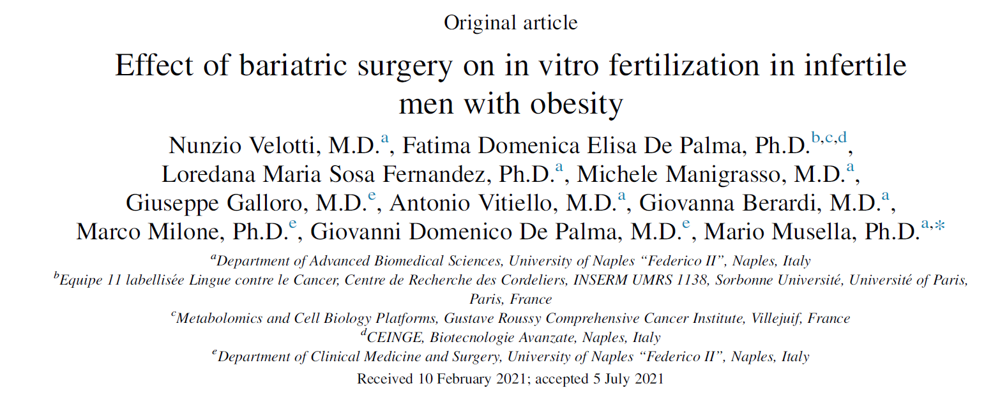 Original article
Effect of bariatric surgery on in vitro fertilization in infertile
men with obesity
Nunzio Velotti, M.D.a, Fatima Domenica Elisa De Palma, Ph.D.b,c,d,
Loredana Maria Sosa Fernandez, Ph.D.a, Michele Manigrasso, M.D.a,
Giuseppe Galloro, M.D.e, Antonio Vitiello, M.D.a, Giovanna Berardi, M.D.a,
Marco Milone, Ph.D.e, Giovanni Domenico De Palma, M.D.e, Mario Musella, Ph.D.a,*
aDepartment of Advanced Biomedical Sciences, University of Naples “Federico II”, Naples, Italy
bEquipe 11 labellisée Lingue contre le Cancer, Centre de Recherche des Cordeliers, INSERM UMRS 1138, Sorbonne Université, Université of Paris,
Paris, France
cMetabolomics and Cell Biology Platforms, Gustave Roussy Comprehensive Cancer Institute, Villejuif, France
dCEINGE, Biotecnologie Avanzate, Naples, Italy
eDepartment of Clinical Medicine and Surgery, University of Naples “Federico II”, Naples, Italy
Received 10 February 2021; accepted 5 July 2021